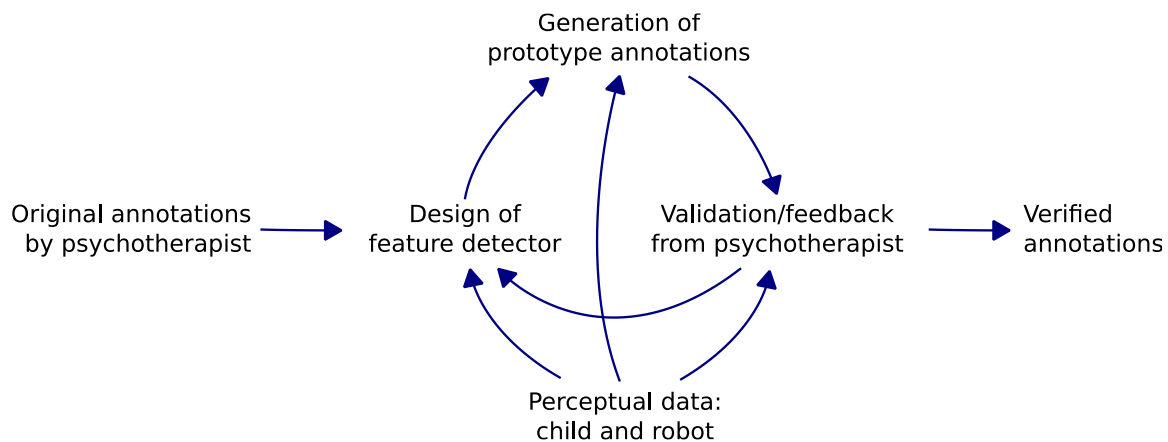 Generation of
prototype annotations
Original annotations
by psychotherapist
Design of
feature detector
Validation/feedback
from psychotherapist
Verified
annotations
Perceptual data:
child and robot